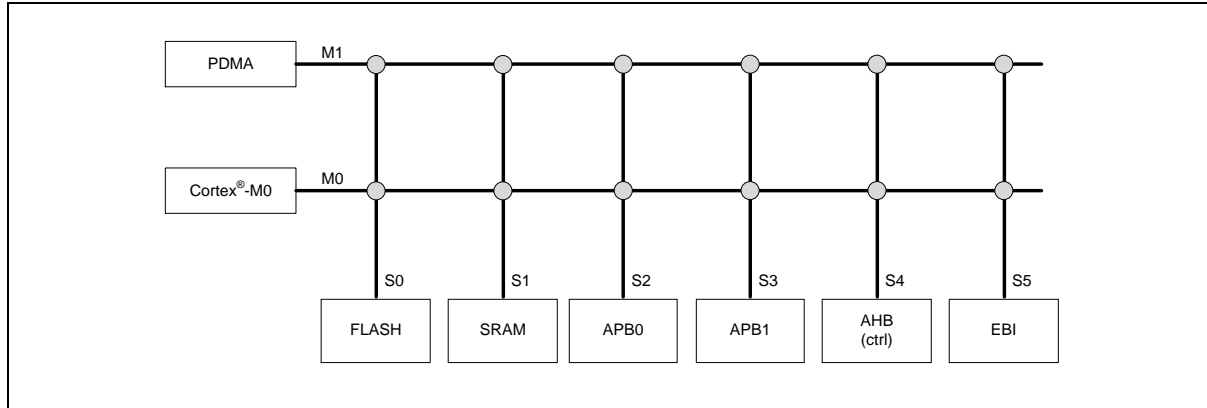 PDMA
M1
Cortex®-M0
M0
S0
S1
S2
S3
S4
S5
FLASH
SRAM
APB0
APB1
AHB
(ctrl)
EBI